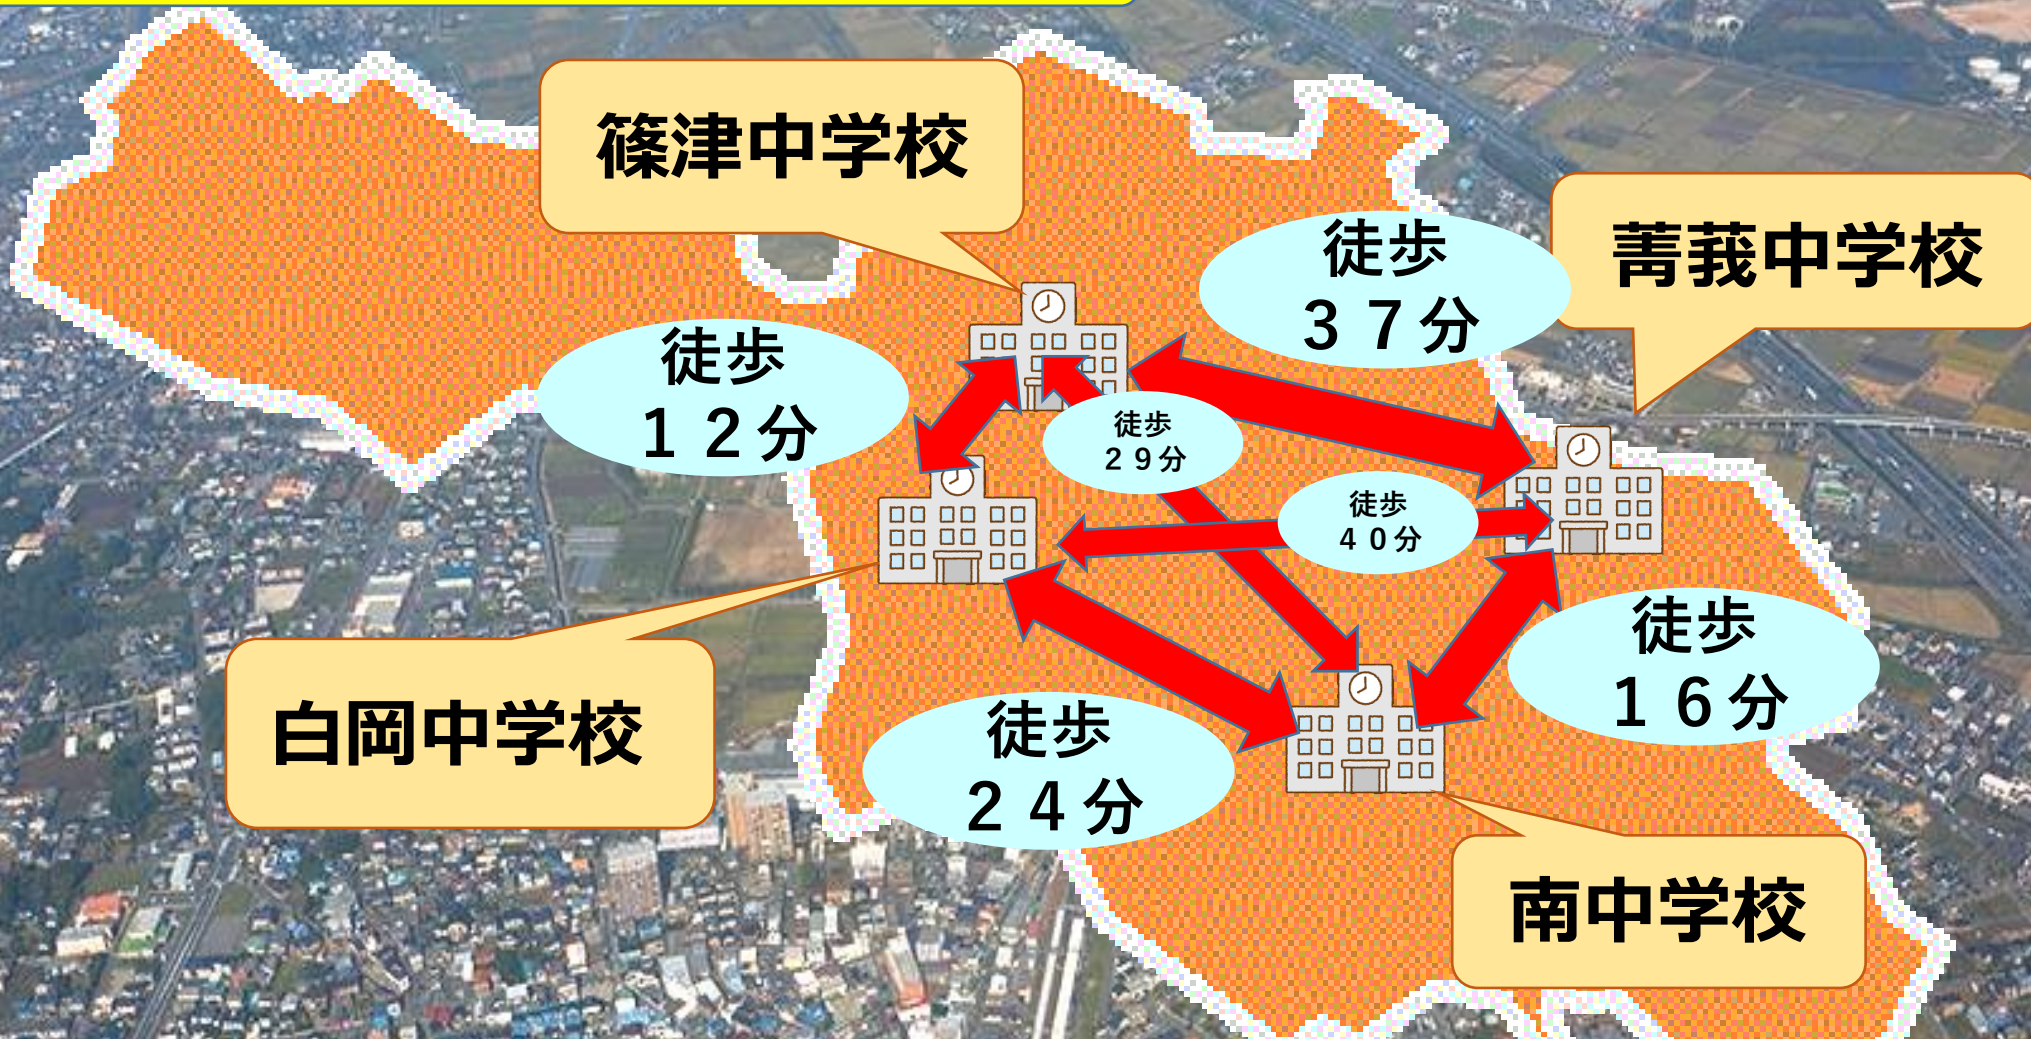 篠津中学校
徒歩
３７分
菁莪中学校
徒歩
１２分
徒歩
２９分
徒歩
４０分
徒歩
１６分
白岡中学校
徒歩
２４分
南中学校